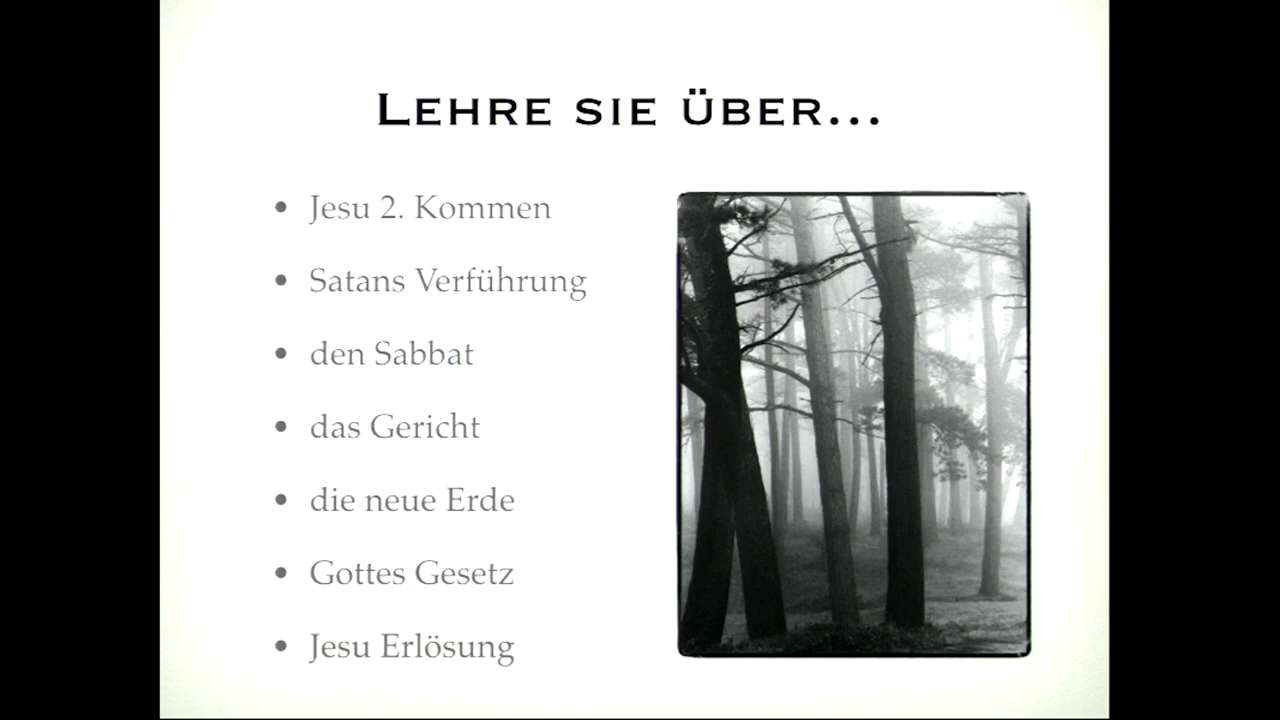 LEHRE SIE ÜBER...
• Jesu 2. Kommen
• Satans Verführung
• den Sabbat
• das Gericht
• die neue Erde
• Gottes Gesetz
• Jesu Erlösung